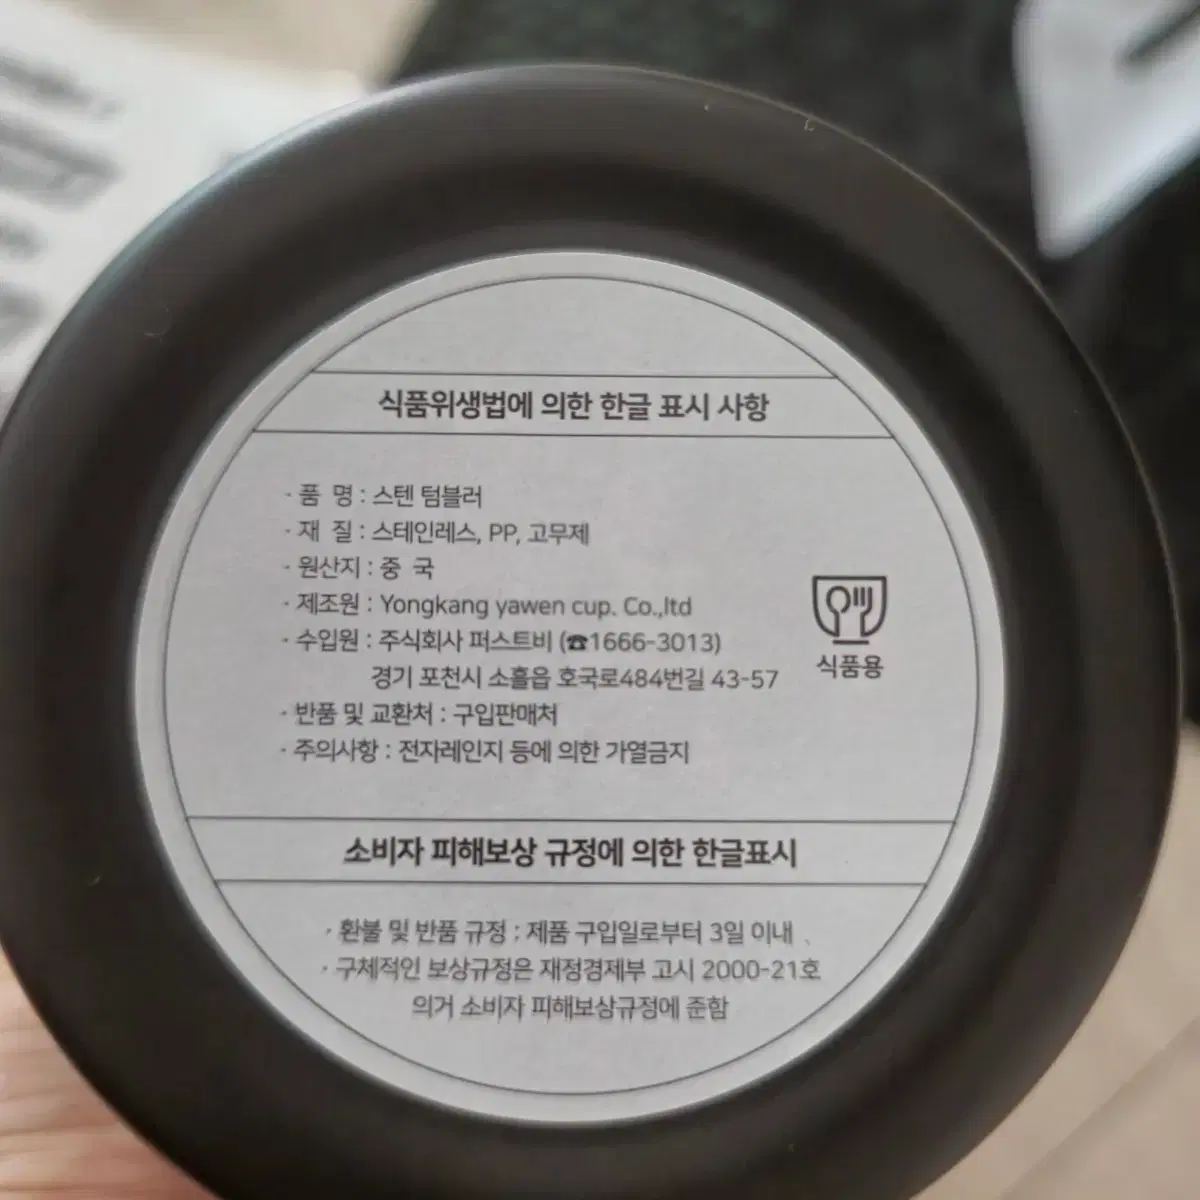 식품위생법에 의한 한글 표시 사항
· 품 명 : 스텐 텀블러
· 재 질 : 스테인레스, PP, 고무제
· 원산지 : 중 국
· 제조원 : Yongkang yawen cup. Co.,ltd
· 수입원 : 주식회사 퍼스트비 (☎1666-3013)
경기 포천시 소흘읍 호국로484번길 43-57
· 반품 및 교환처 : 구입판매처
· 주의사항 : 전자레인지 등에 의한 가열금지
식품용
소비자 피해보상 규정에 의한 한글표시
· 환불 및 반품 규정 : 제품 구입일로부터 3일 이내
· 구체적인 보상규정은 재정경제부 고시 2000-21호
의거 소비자 피해보상규정에 준함